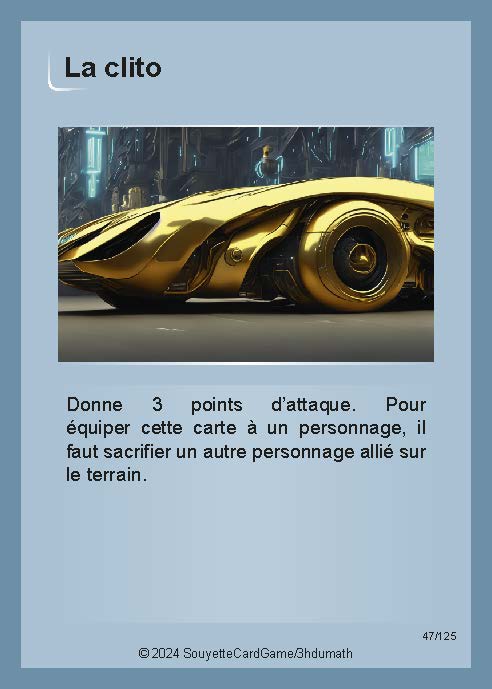 La clito
Donne 3 points d'attaque. Pour
équiper cette carte à un personnage, il
faut sacrifier un autre personnage allié sur
le terrain.
47/125
© 2024 SouyetteCardGame/3hdumath